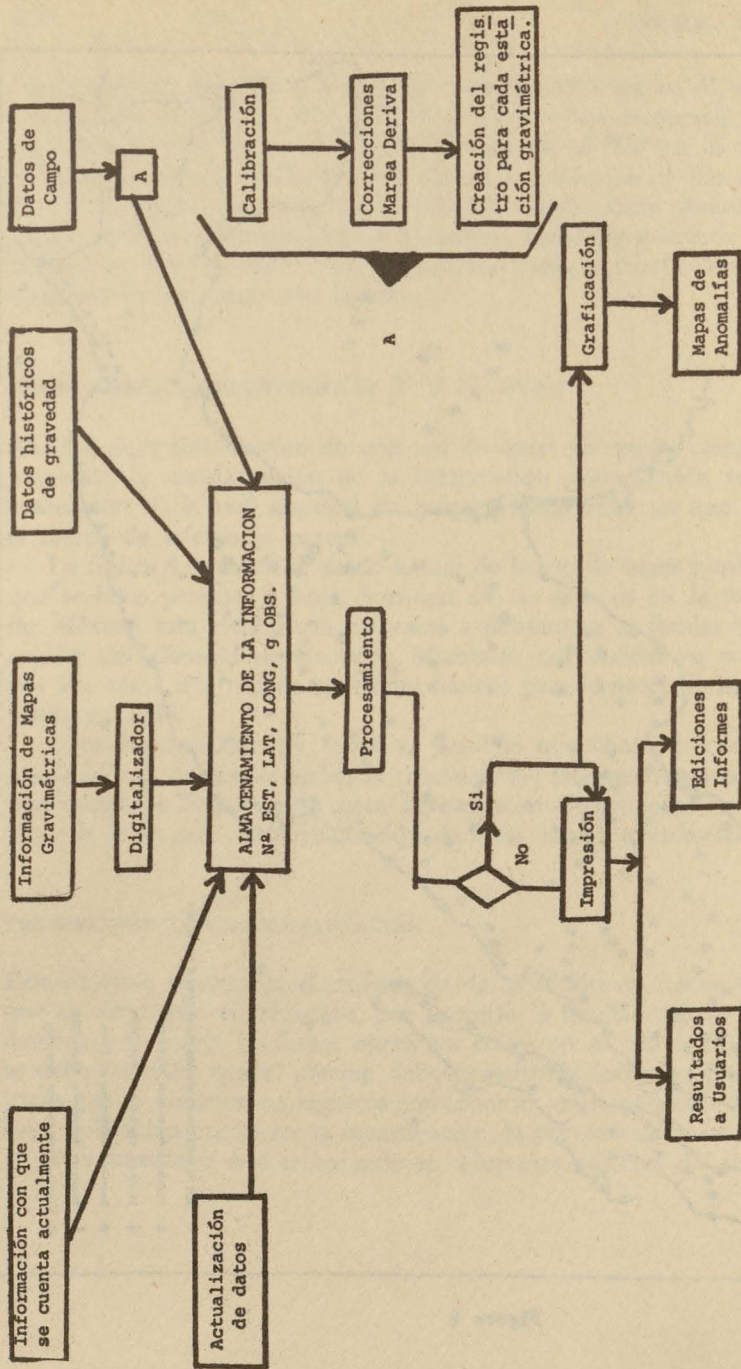 Información con que
se cuenta actualmente
Información de Mapas
Gravimétricas
Datos históricos
de gravedad
Datos de
Campo
Digitalizador
A
Actualización
de datos
ALMACENAMIENTO DE LA INFORMACION
Nº EST, LAT, LONG, g OBS.
Calibración
Correcciones
Marea Deriva
Creación del regis
tro para cada esta
ción gravimétrica.
A
Procesamiento
Si
No
Impresión
Graficación
Mapas de
Anomalías
Resultados
a Usuarios
Ediciones
Informes